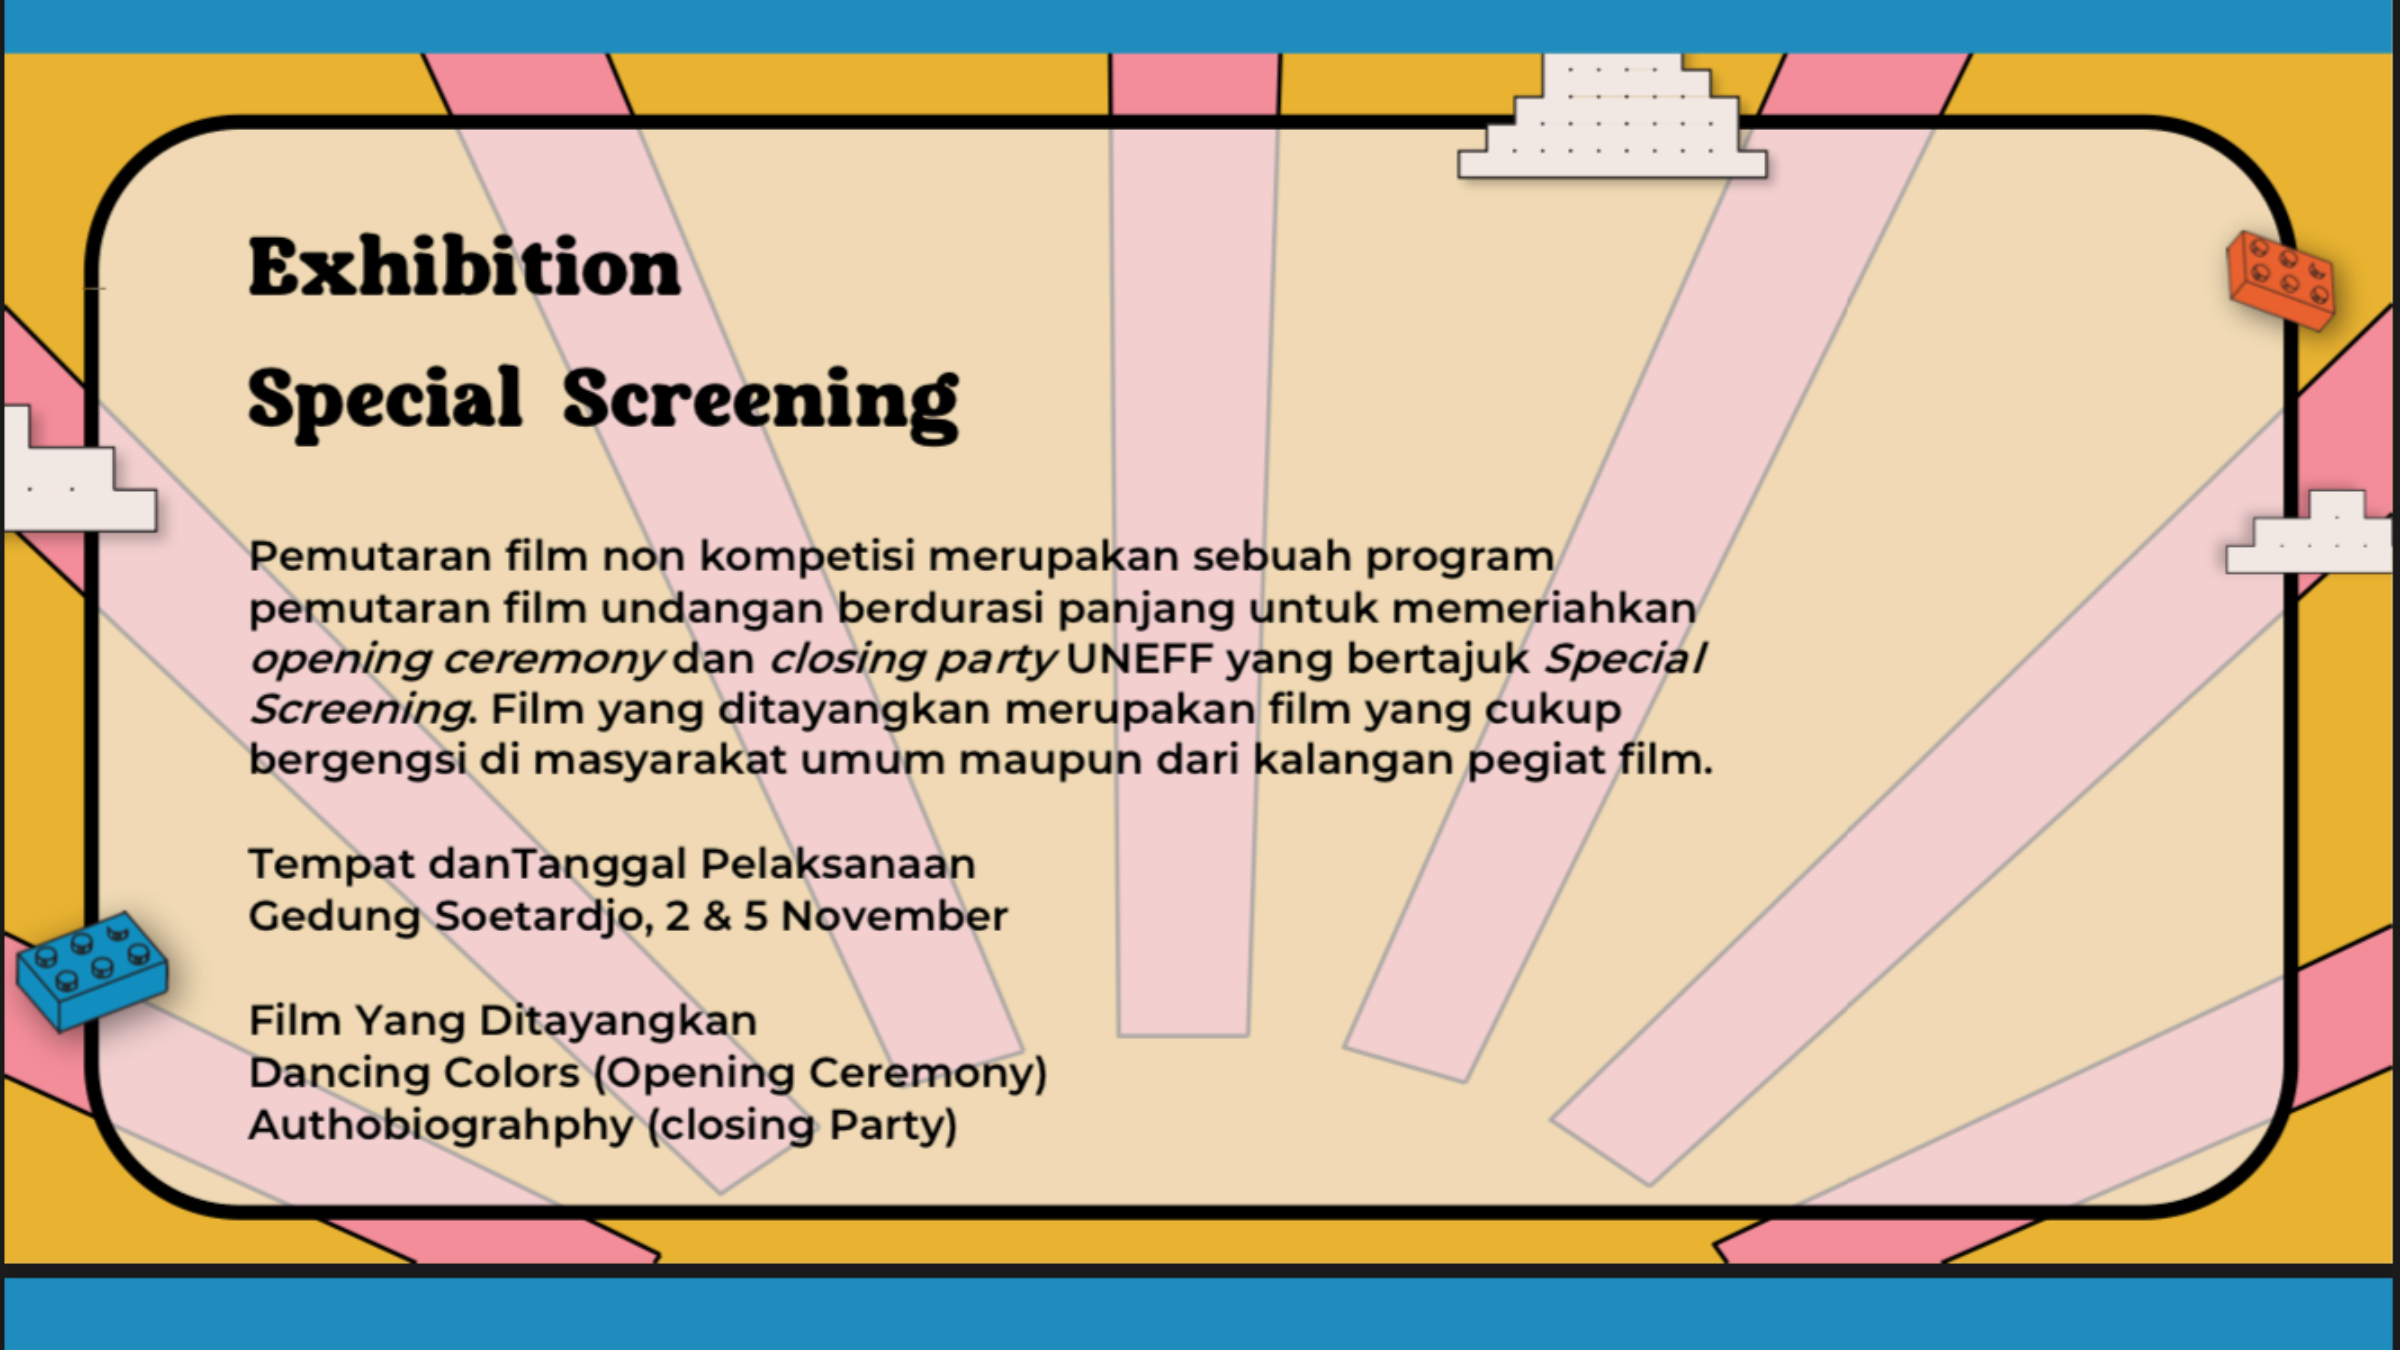 Exhibition
Special Screening
Pemutaran film non kompetisi merupakan sebuah program
pemutaran film undangan berdurasi panjang untuk memeriahkan
opening ceremony dan closing party UNEFF yang bertajuk Special
Screening. Film yang ditayangkan merupakan film yang cukup
bergengsi di masyarakat umum maupun dari kalangan pegiat film.
Tempat danTanggal Pelaksanaan
Gedung Soetardjo, 2 & 5 November
Film Yang Ditayangkan
Dancing Colors (Opening Ceremony)
Authobiograhphy (closing Party)